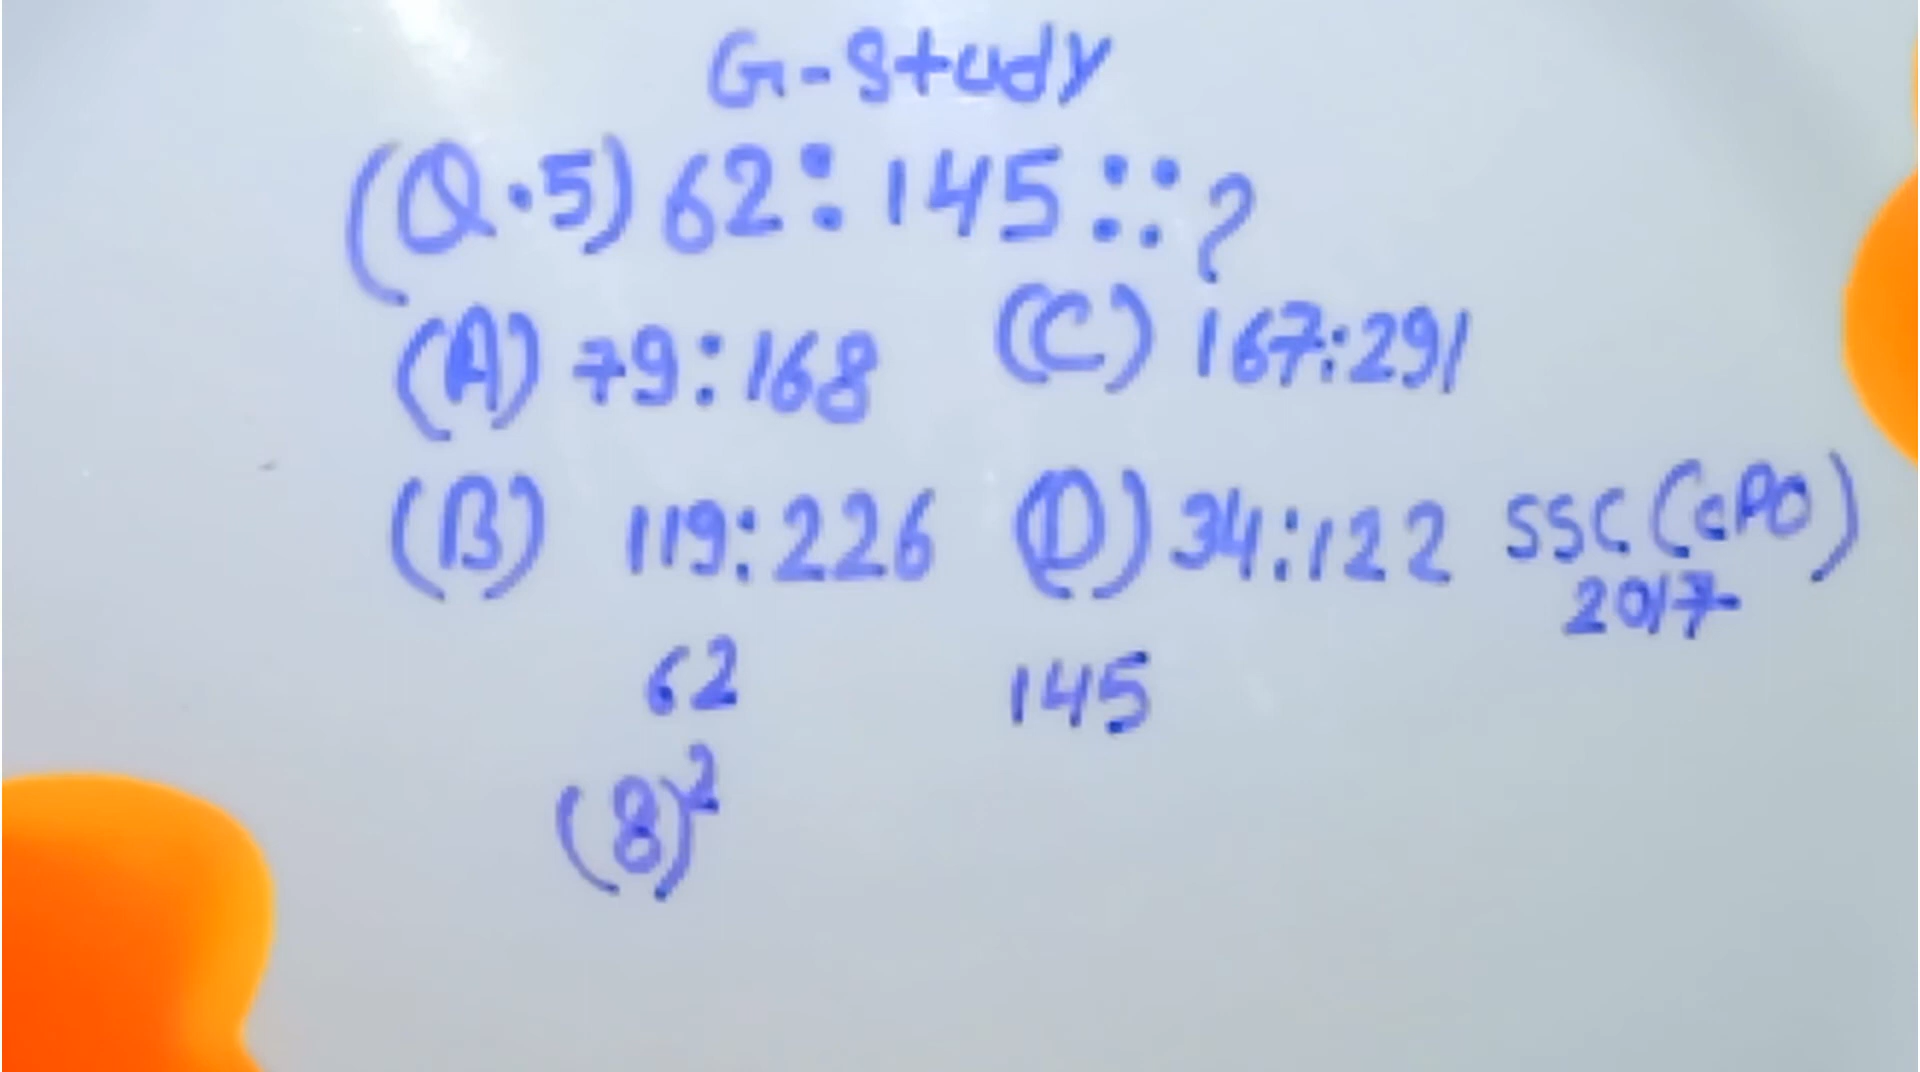 G-Study
(Q.5) 62 : 145 :: ?
(A) 79:168 (C) 167:291
(B) 119:226 (D) 34:122 SSC (CPO)
2017
62 145
(8)²